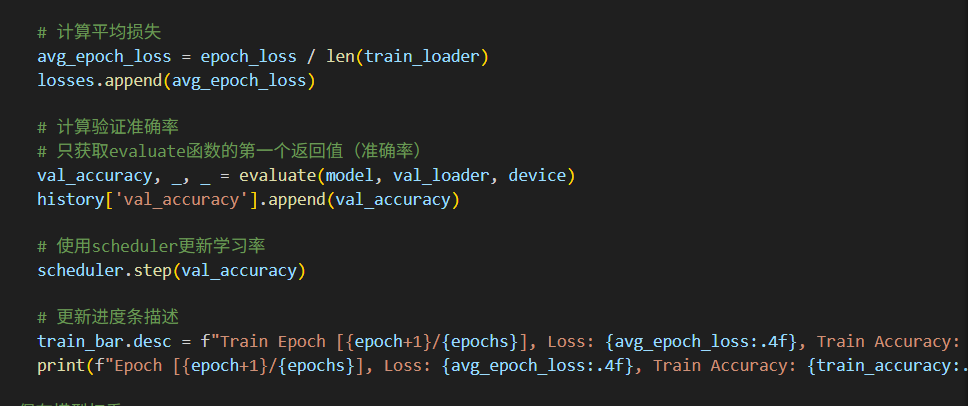 # 计算平均损失
avg_epoch_loss = epoch_loss / len(train_loader)
losses.append(avg_epoch_loss)
# 计算验证准确率
# 只获取evaluate函数的第一个返回值（准确率）
val_accuracy, _, _ = evaluate(model, val_loader, device)
history['val_accuracy'].append(val_accuracy)
# 使用scheduler更新学习率
scheduler.step(val_accuracy)
# 更新进度条描述
train_bar.desc = f"Train Epoch [{epoch+1}/{epochs}], Loss: {avg_epoch_loss:.4f}, Train Accuracy:
print(f"Epoch [{epoch+1}/{epochs}], Loss: {avg_epoch_loss:.4f}, Train Accuracy: {train_accuracy:.